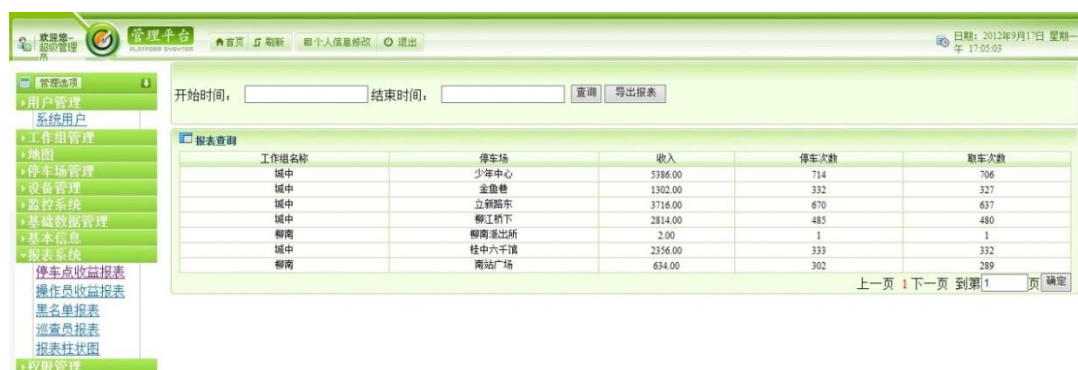 欢迎您-
超级管理
员
管理平台
PLATFORM SYSYTEM
首页 刷新 个人信息修改 退出
日期：2012年9月17日 星期一
午 17:05:03
管理选项
用户管理
系统用户
工作组管理
地图
停车场管理
设备管理
监控系统
基础数据管理
基本信息
报表系统
停车点收益报表
操作员收益报表
黑名单报表
巡查员报表
报表柱状图
权限管理
开始时间： 结束时间： 查询 导出报表
报表查询
工作组名称 停车场 收入 停车次数 取车次数
城中 少年中心 5386.00 714 706
城中 金鱼巷 1302.00 332 327
城中 立新路东 3716.00 670 637
城中 柳江桥下 2814.00 485 480
柳南 柳南派出所 2.00 1 1
城中 桂中六千馆 2356.00 333 332
柳南 南站广场 634.00 302 289
上一页 1 下一页 到第 1 页 确定